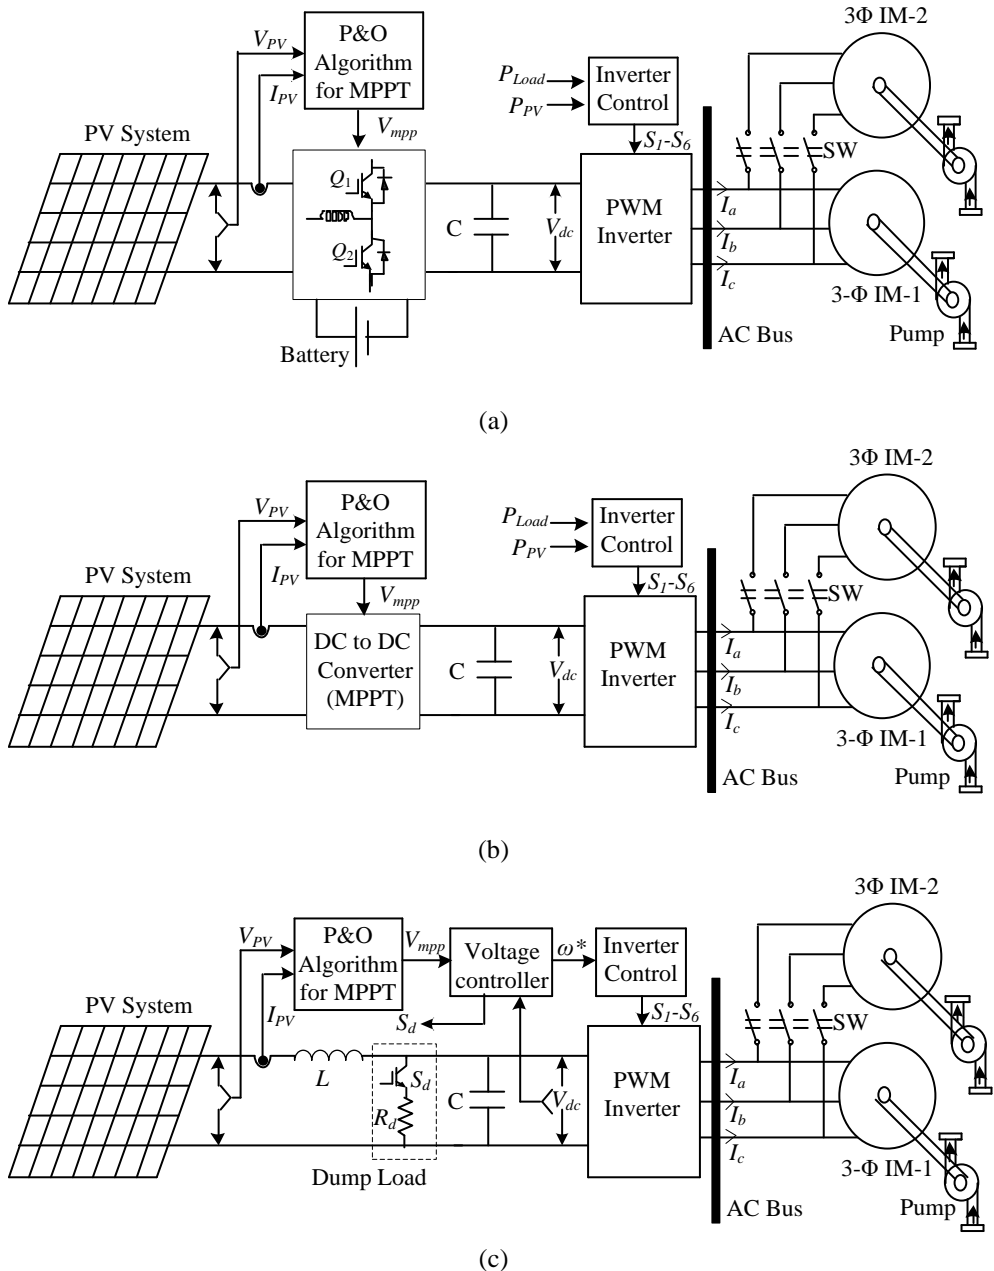 3Φ IM-2
V_PV
P&O
Algorithm
for MPPT
I_PV
P_Load
P_PV
Inverter
Control
V_mpp
S_1-S_6
PV System
SW
Q_1
Q_2
C
V_dc
PWM
Inverter
I_a
I_b
I_c
3-Φ IM-1
Pump
AC Bus
Battery
(a)
3Φ IM-2
V_PV
P&O
Algorithm
for MPPT
I_PV
P_Load
P_PV
Inverter
Control
V_mpp
S_1-S_6
PV System
SW
DC to DC
Converter
(MPPT)
C
V_dc
PWM
Inverter
I_a
I_b
I_c
3-Φ IM-1
Pump
AC Bus
(b)
3Φ IM-2
V_PV
P&O
Algorithm
for MPPT
I_PV
V_mpp
Voltage
controller
ω*
Inverter
Control
S_d
S_1-S_6
PV System
SW
L
S_d
R_d
C
V_dc
PWM
Inverter
I_a
I_b
I_c
3-Φ IM-1
Dump Load
Pump
AC Bus
(c)